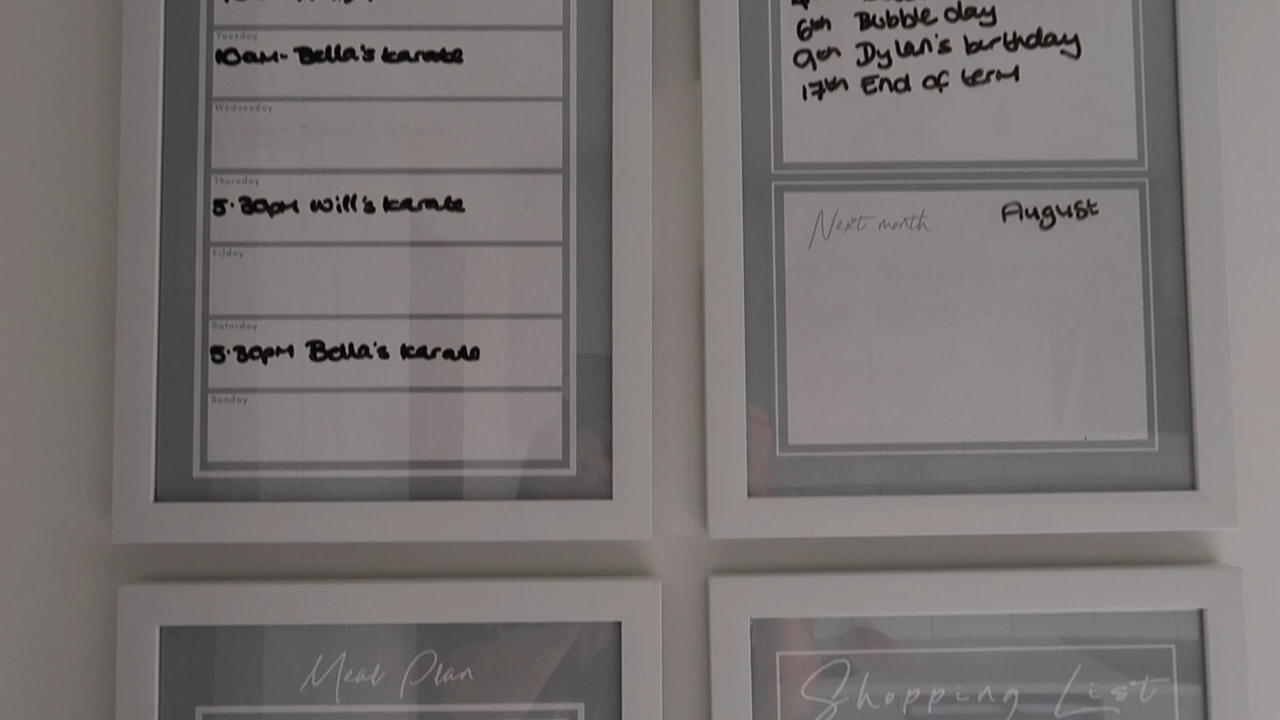 Tuesday
10am- Bella's karate
Wednesday
Thursday
5.30pm Will's karate
Friday
Saturday
5.30pm Bella's karate
Sunday
6th Bubble day
9th Dylan's birthday
17th End of term
Next month
August
Meal Plan
Shopping List